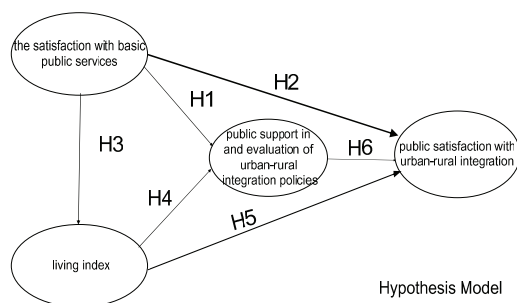 the satisfaction with basic
public services
H2
H1
public support in
and evaluation of
urban-rural
integration policies
H3
H6
public satisfaction with
urban-rural integration
H4
H5
living index
Hypothesis Model